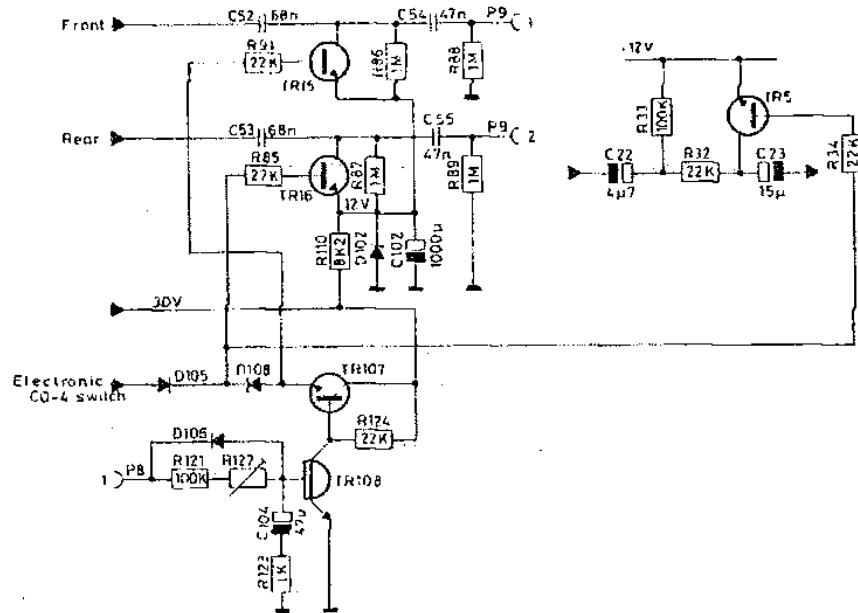 Front
C52
68n
C54
47n
P9
1
R91
22K
TR15
R86
1M
R88
1M
Rear
C53
68n
C55
47n
P9
2
R85
27K
TR16
R87
1M
R89
1M
12V
R110
8K2
D102
C102
1000µ
30V
Electronic
CD-4 switch
D105
D108
TR107
R124
22K
D106
1
P8
R121
100K
R127
TR108
C104
47µ
R123
1K
12V
TR5
R33
100K
R34
22K
C22
4µ7
R32
22K
C23
15µ